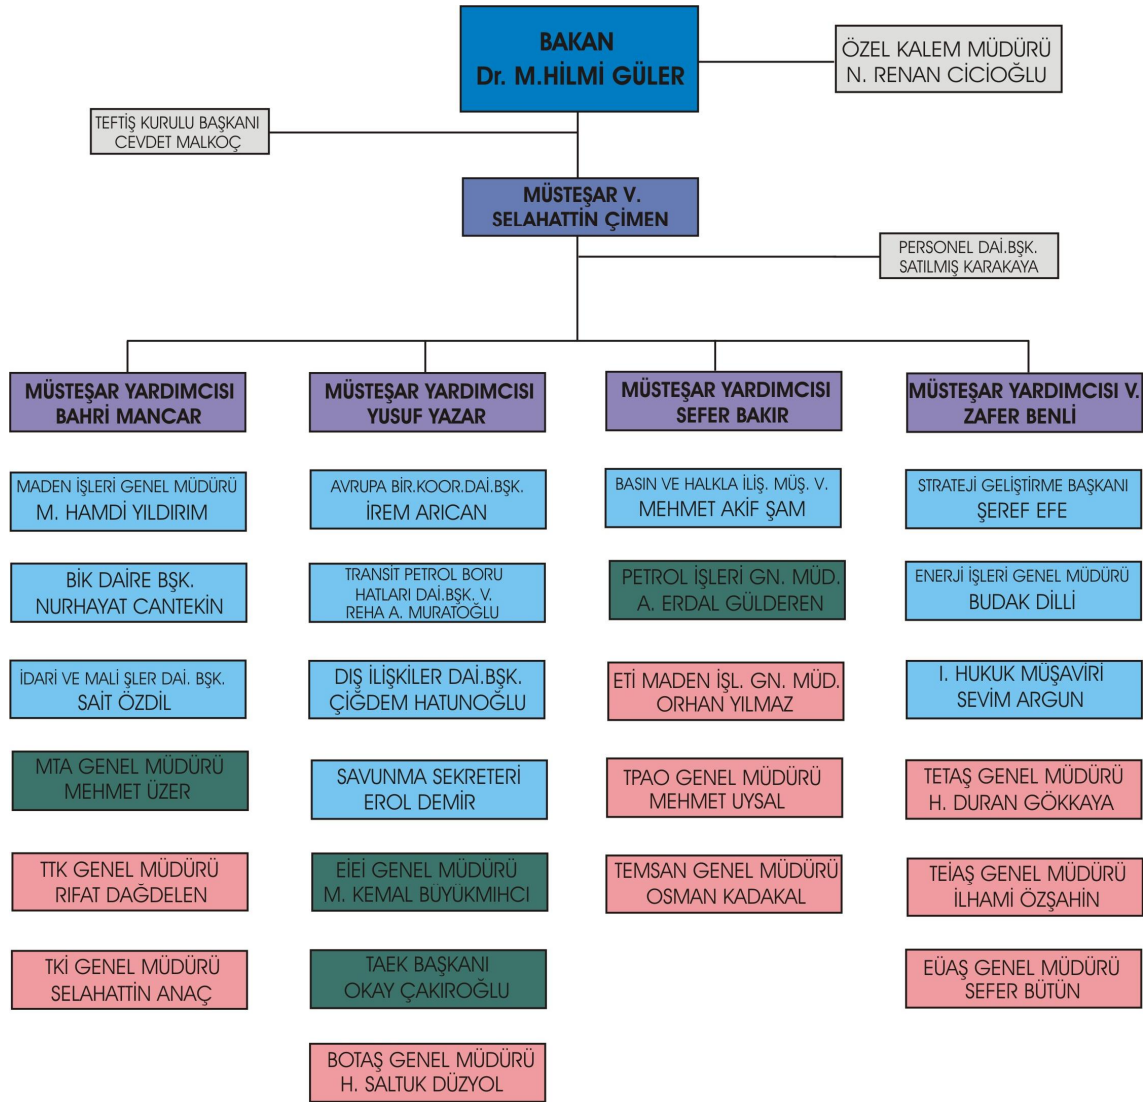 BAKAN
Dr. M.HİLMİ GÜLER
ÖZEL KALEM MÜDÜRÜ
N. RENAN CİCİOĞLU
TEFTİŞ KURULU BAŞKANI
CEVDET MALKOÇ
MÜSTEŞAR V.
SELAHATTİN ÇİMEN
PERSONEL DAİ.BŞK.
SATILMIŞ KARAKAYA
MÜSTEŞAR YARDIMCISI
BAHRİ MANCAR
MADEN İŞLERİ GENEL MÜDÜRÜ
M. HAMDİ YILDIRIM
BİK DAİRE BŞK.
NURHAYAT CANTEKİN
İDARİ VE MALİ ŞLER DAİ. BŞK.
SAİT ÖZDİL
MTA GENEL MÜDÜRÜ
MEHMET ÜZER
TTK GENEL MÜDÜRÜ
RIFAT DAĞDELEN
TKİ GENEL MÜDÜRÜ
SELAHATTİN ANAÇ
MÜSTEŞAR YARDIMCISI
YUSUF YAZAR
AVRUPA BİR.KOOR.DAİ.BŞK.
İREM ARICAN
TRANSİT PETROL BORU
HATLARI DAİ.BŞK. V.
REHA A. MURATOĞLU
DIŞ İLİŞKİLER DAİ.BŞK.
ÇİĞDEM HATUNOĞLU
SAVUNMA SEKRETERİ
EROL DEMİR
EİEİ GENEL MÜDÜRÜ
M. KEMAL BÜYÜKMIHCI
TAEK BAŞKANI
OKAY ÇAKIROĞLU
BOTAŞ GENEL MÜDÜRÜ
H. SALTUK DÜZYOL
MÜSTEŞAR YARDIMCISI
SEFER BAKIR
BASIN VE HALKLA İLİŞ. MÜŞ. V.
MEHMET AKİF ŞAM
PETROL İŞLERİ GN. MÜD.
A. ERDAL GÜLDEREN
ETİ MADEN İŞL. GN. MÜD.
ORHAN YILMAZ
TPAO GENEL MÜDÜRÜ
MEHMET UYSAL
TEMSAN GENEL MÜDÜRÜ
OSMAN KADAKAL
MÜSTEŞAR YARDIMCISI V.
ZAFER BENLİ
STRATEJİ GELİŞTİRME BAŞKANI
ŞEREF EFE
ENERJİ İŞLERİ GENEL MÜDÜRÜ
BUDAK DİLLİ
I. HUKUK MÜŞAVİRİ
SEVİM ARGUN
TETAŞ GENEL MÜDÜRÜ
H. DURAN GÖKKAYA
TEİAŞ GENEL MÜDÜRÜ
İLHAMİ ÖZŞAHİN
EÜAŞ GENEL MÜDÜRÜ
SEFER BÜTÜN